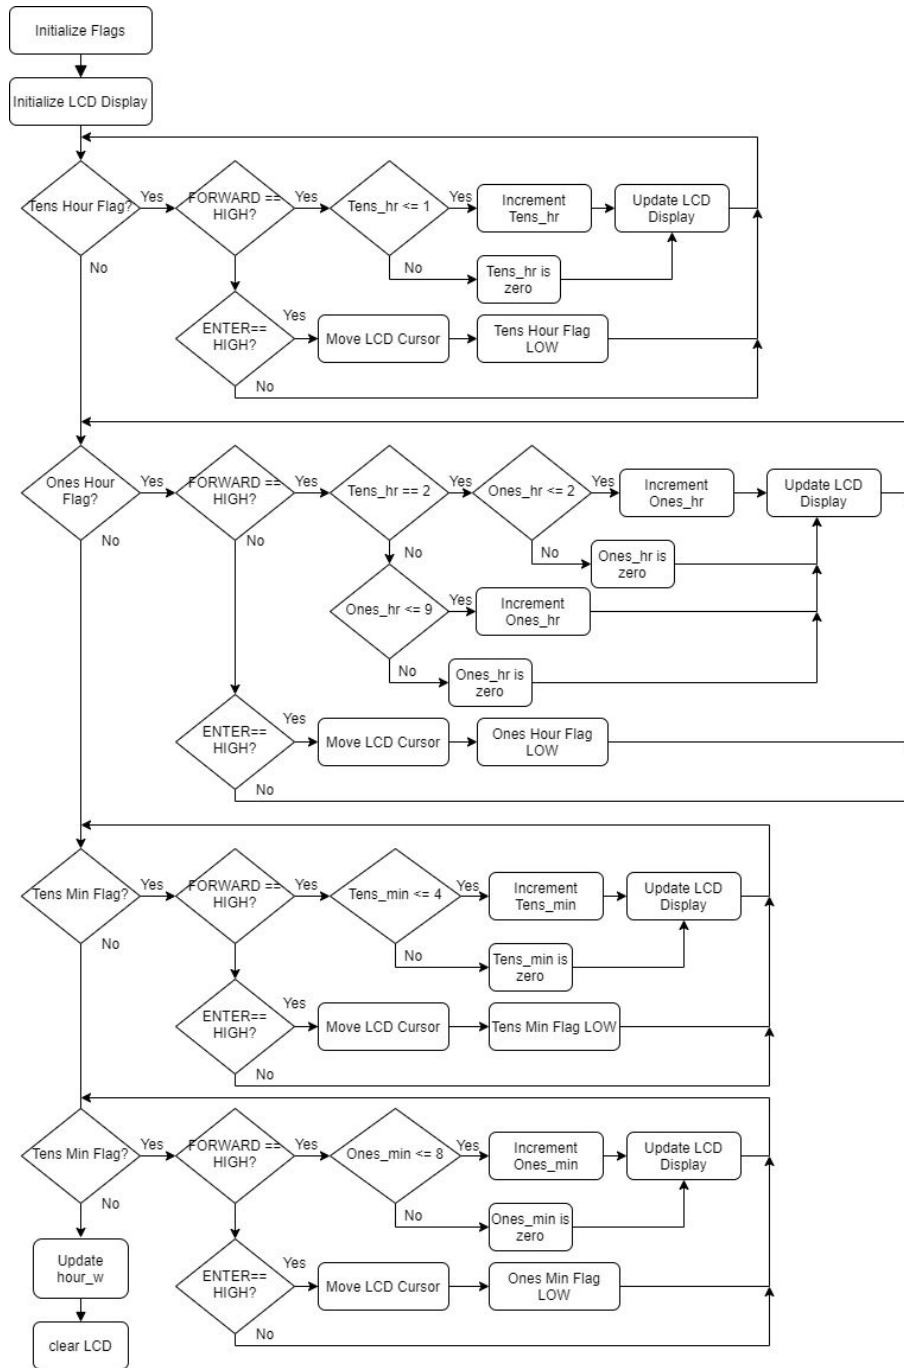 Initialize Flags
Initialize LCD Display
Tens Hour Flag?
Yes
FORWARD ==
HIGH?
Yes
Tens_hr <= 1
Yes
Increment
Tens_hr
Update LCD
Display
No
No
Tens_hr is
zero
ENTER==
HIGH?
Yes
Move LCD Cursor
Tens Hour Flag
LOW
No
Ones Hour
Flag?
Yes
FORWARD ==
HIGH?
Yes
Tens_hr == 2
Yes
Ones_hr <= 2
Yes
Increment
Ones_hr
Update LCD
Display
No
No
No
Ones_hr is
zero
Ones_hr <= 9
Yes
Increment
Ones_hr
No
Ones_hr is
zero
ENTER==
HIGH?
Yes
Move LCD Cursor
Ones Hour Flag
LOW
No
Tens Min Flag?
Yes
FORWARD ==
HIGH?
Yes
Tens_min <= 4
Yes
Increment
Tens_min
Update LCD
Display
No
No
Tens_min is
zero
ENTER==
HIGH?
Yes
Move LCD Cursor
Tens Min Flag LOW
No
Tens Min Flag?
Yes
FORWARD ==
HIGH?
Yes
Ones_min <= 8
Yes
Increment
Ones_min
Update LCD
Display
No
No
Ones_min is
zero
Update
hour_w
ENTER==
HIGH?
Yes
Move LCD Cursor
Ones Min Flag
LOW
No
clear LCD